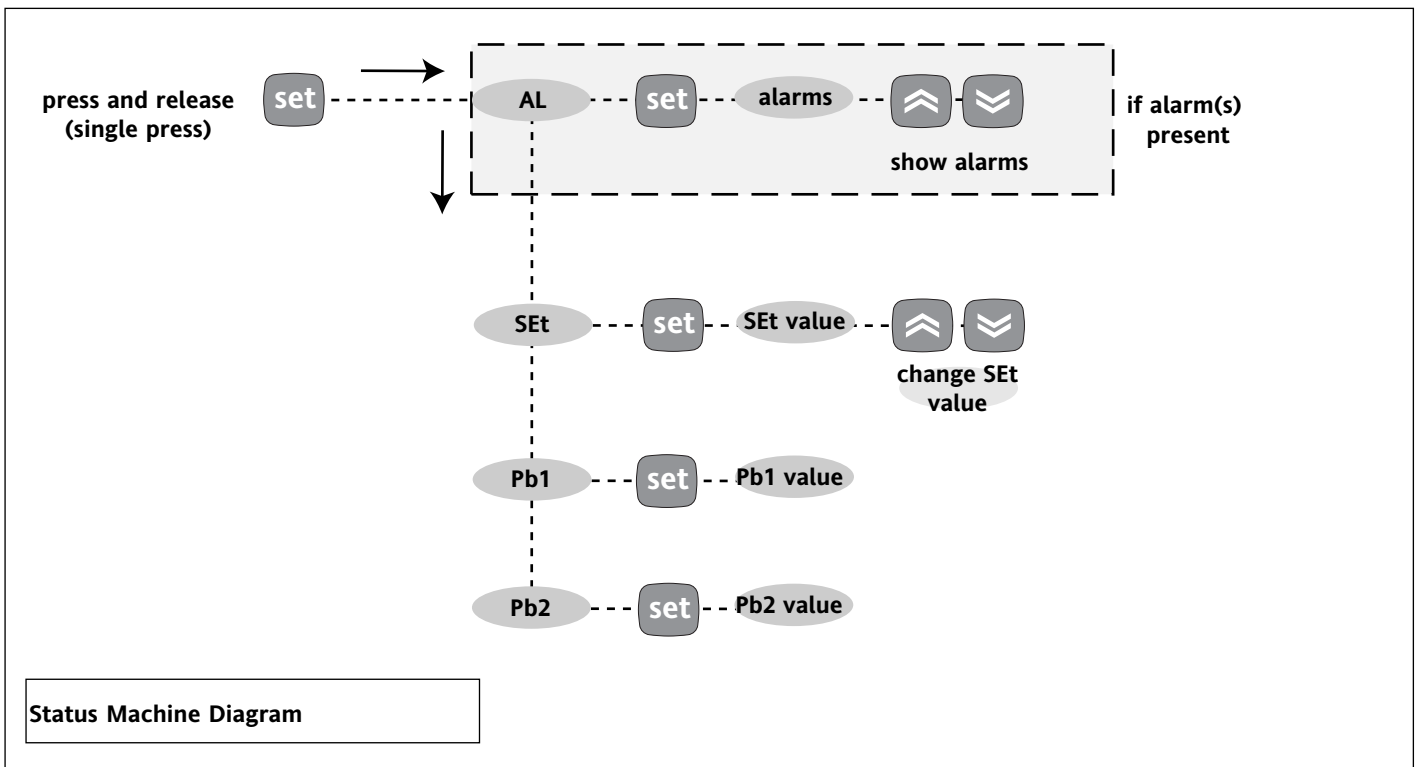 press and release
(single press)
set
AL
set
alarms
show alarms
if alarm(s)
present
SEt
set
SEt value
change SEt
value
Pb1
set
Pb1 value
Pb2
set
Pb2 value
Status Machine Diagram